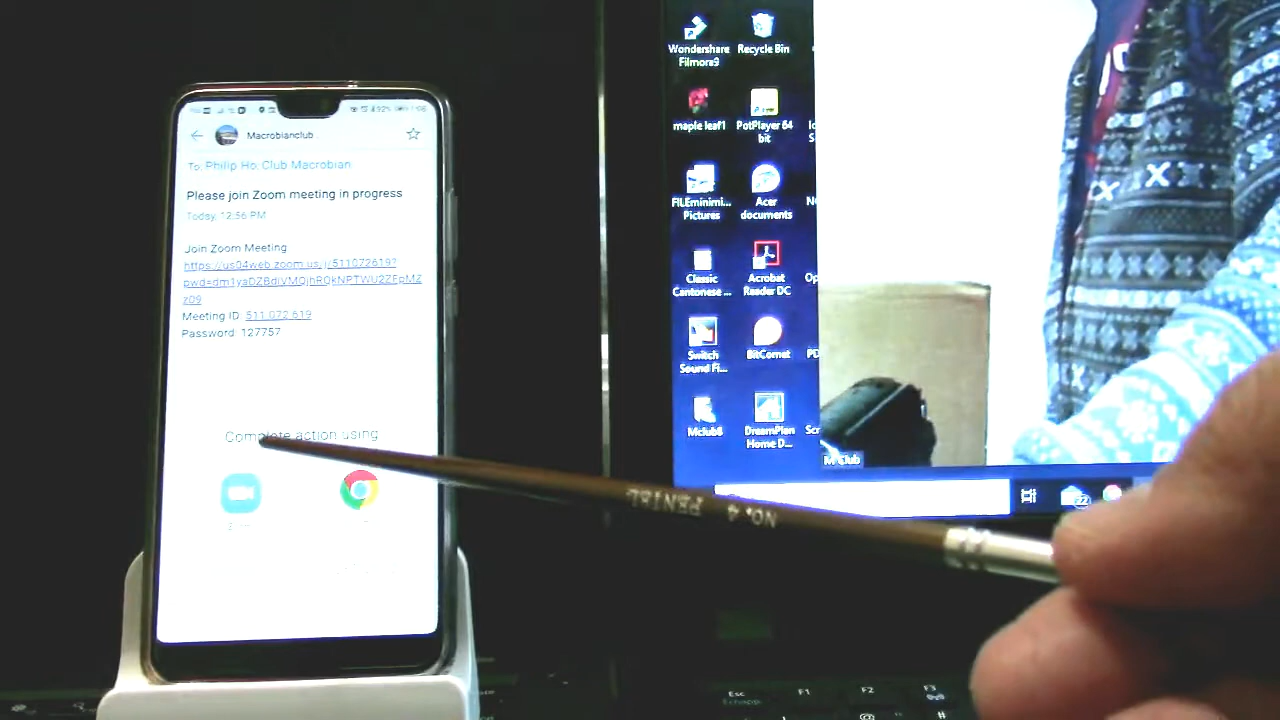 Macrobianclub
To: Philip Ho, Club Macrobian
Please join Zoom meeting in progress
Today, 12:56 PM
Join Zoom Meeting
https://us04web.zoom.us/j/511072619?
z09
Meeting ID: 511 072 619
Password: 127757
Complete action using
Wondershare
Filmora9
Recycle Bin
maple leaf1
PotPlayer 64
bit
FILEminimi...
Pictures
Acer
documents
Classic
Cantonese ...
Acrobat
Reader DC
Switch
Sound Fi...
BitComet
Mclub8
DreamPlan
Home D...
M Club
22
NO.4 PENTEL
Esc
F1
F2
F3
@
#